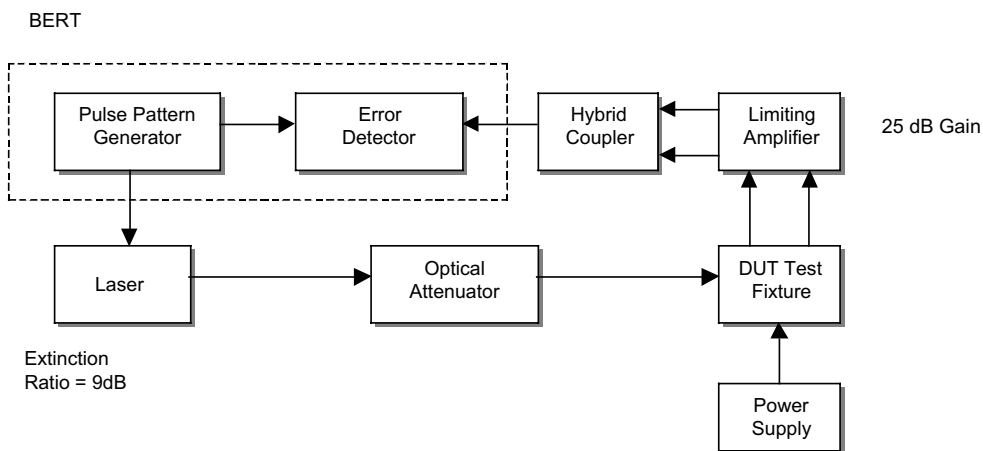 BERT
Pulse Pattern
Generator
Error
Detector
Hybrid
Coupler
Limiting
Amplifier
25 dB Gain
Laser
Optical
Attenuator
DUT Test
Fixture
Extinction
Ratio = 9dB
Power
Supply